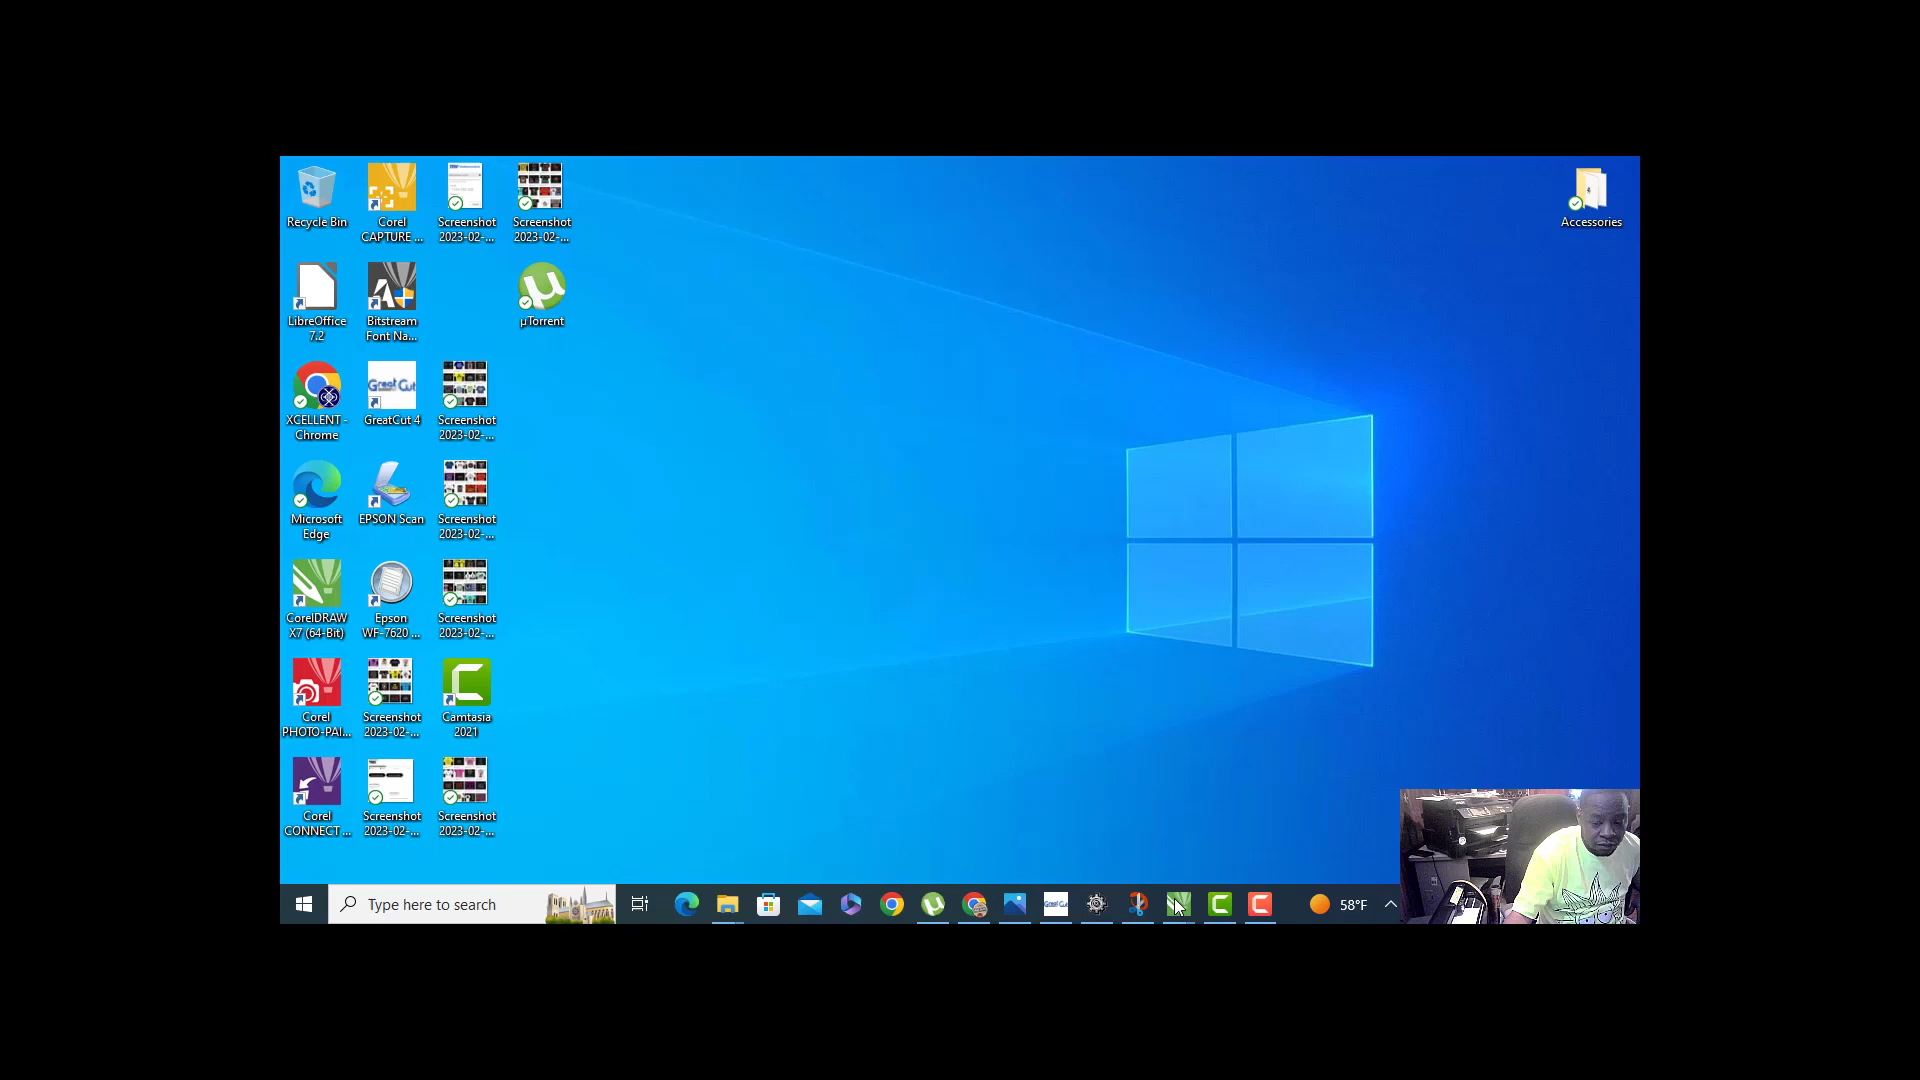 Recycle Bin
Corel
CAPTURE ...
Screenshot
2023-02-...
Screenshot
2023-02-...
Accessories
LibreOffice
7.2
Bitstream
Font Na...
µTorrent
XCELLENT -
Chrome
Great Cut
GreatCut 4
Screenshot
2023-02-...
Microsoft
Edge
EPSON Scan
Screenshot
2023-02-...
CorelDRAW
X7 (64-Bit)
Epson
WF-7620 ...
Screenshot
2023-02-...
Corel
PHOTO-PAI...
Screenshot
2023-02-...
Camtasia
2021
Corel
CONNECT ...
Screenshot
2023-02-...
Screenshot
2023-02-...
Type here to search
58°F